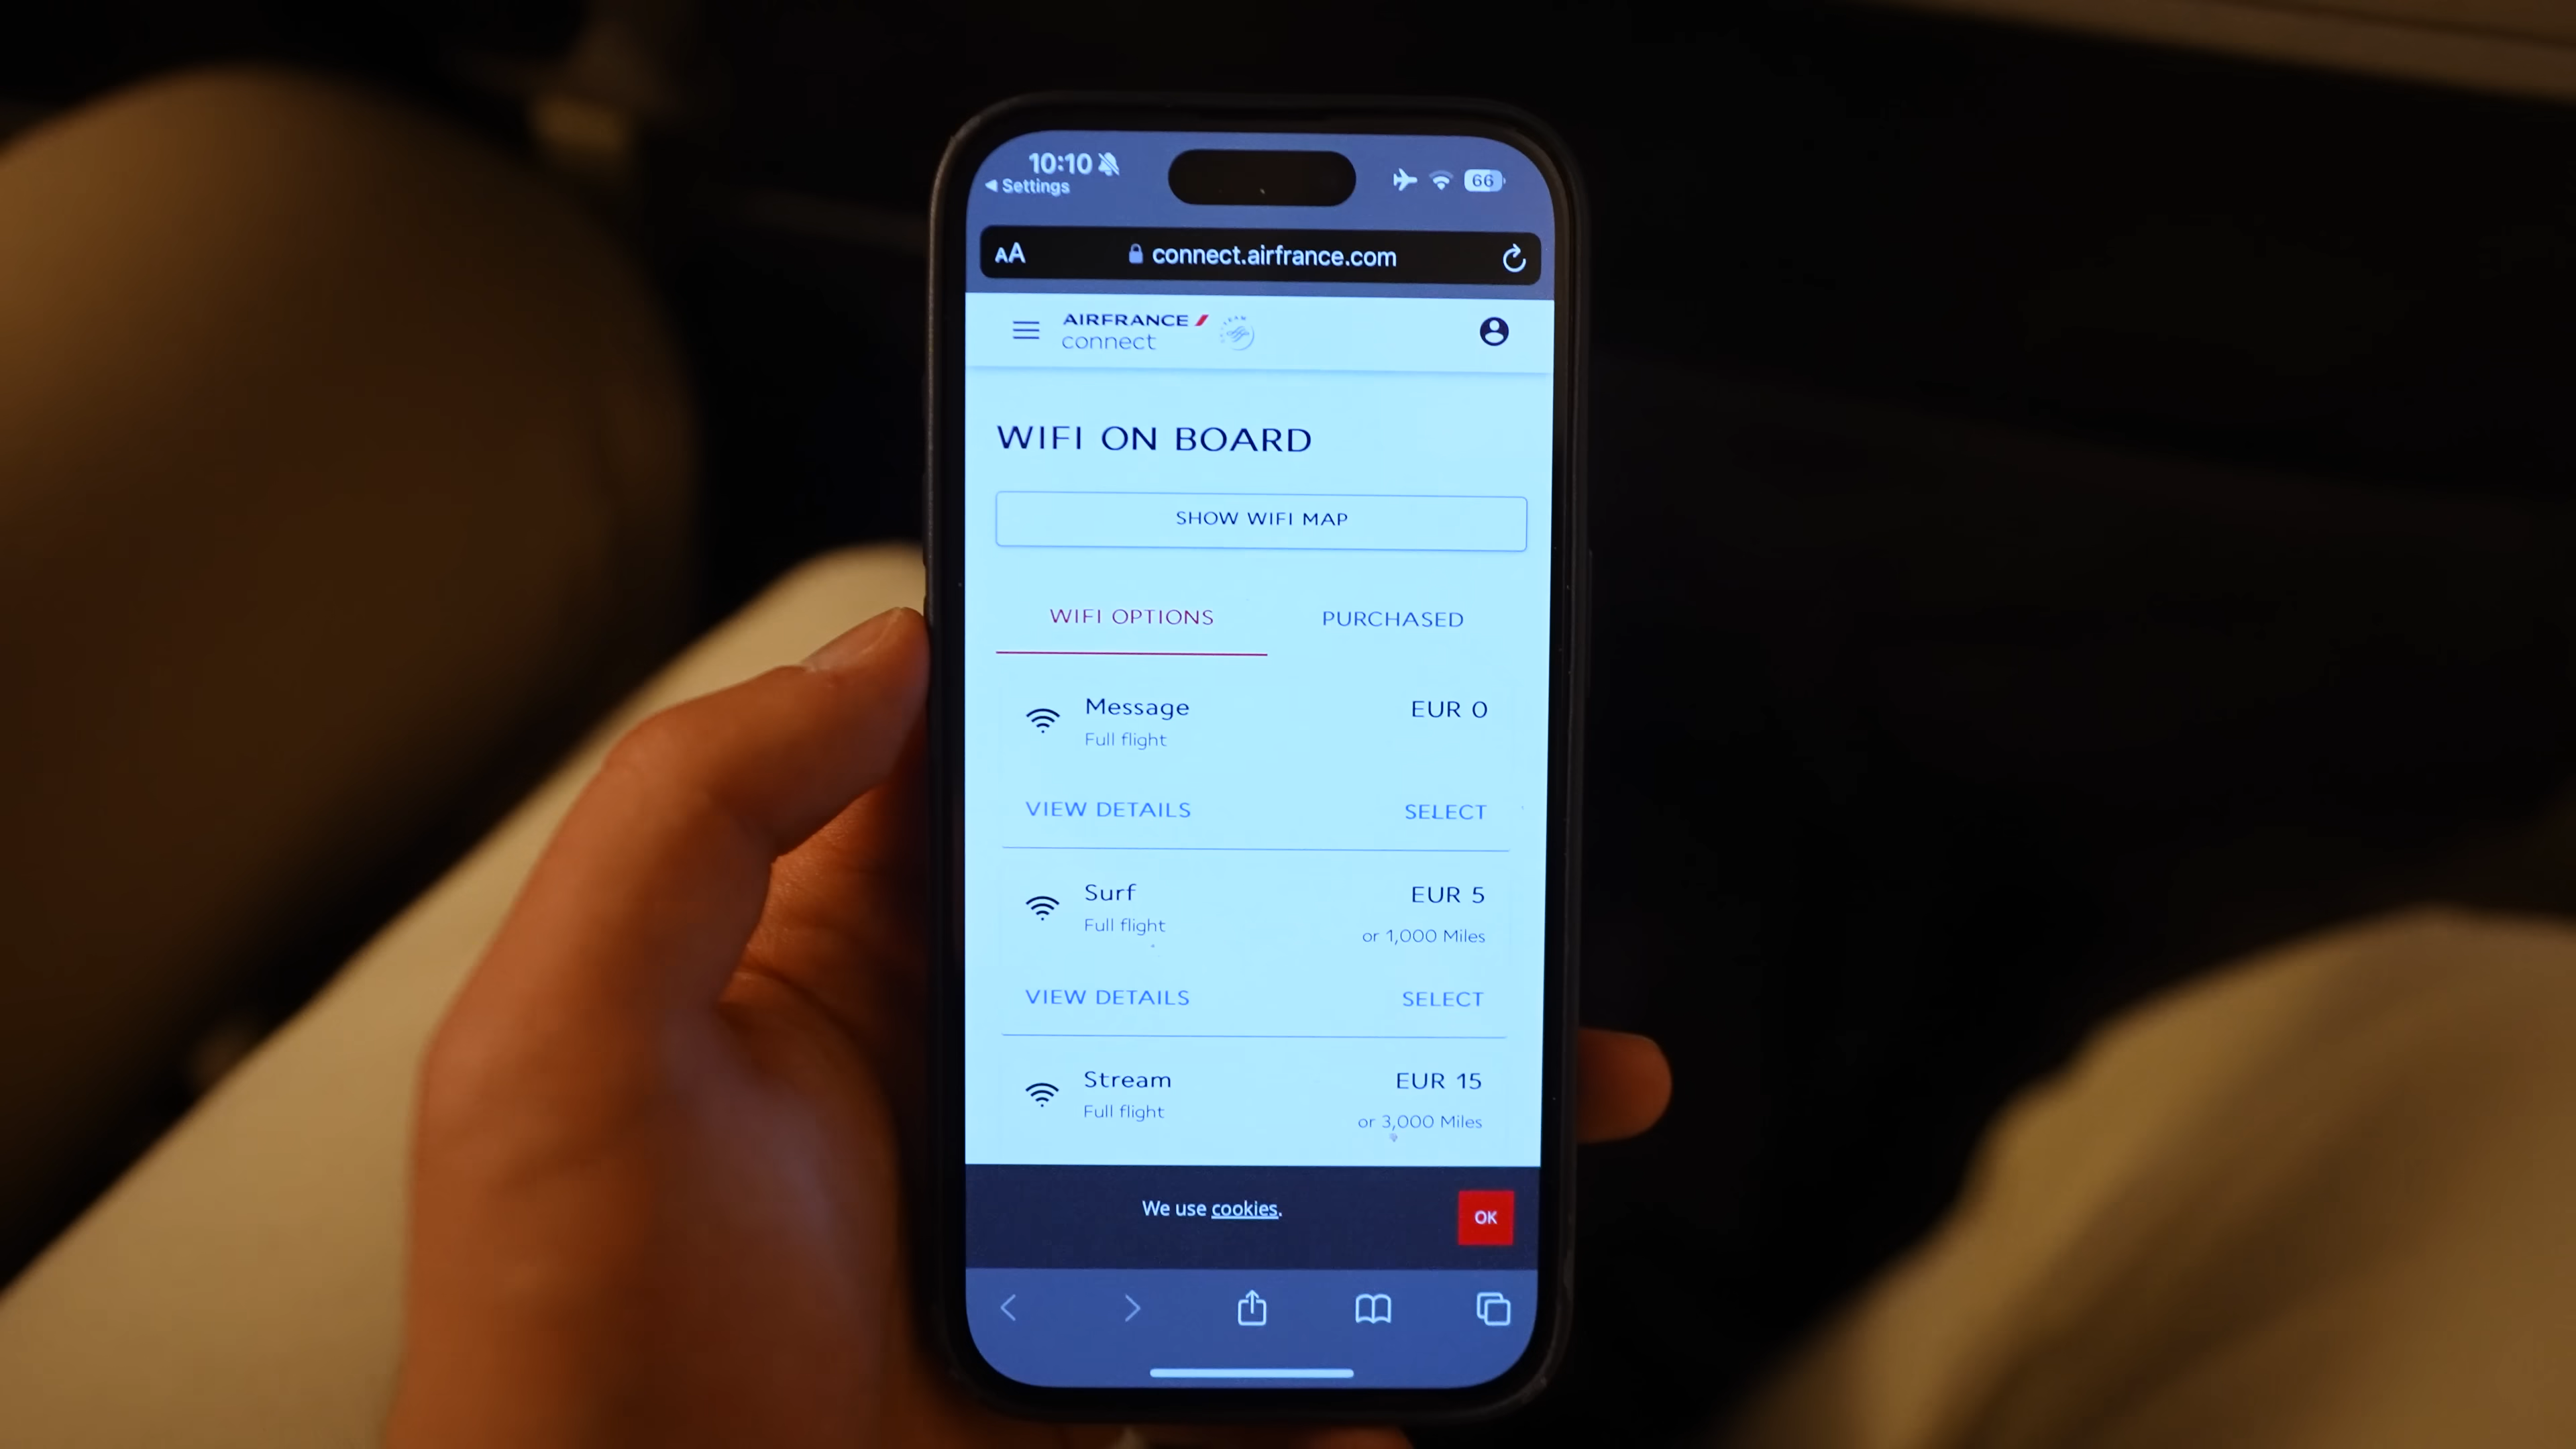 10:10
Settings
66
AA
connect.airfrance.com
AIRFRANCE
connect
WIFI ON BOARD
SHOW WIFI MAP
WIFI OPTIONS PURCHASED
Message EUR 0
Full flight
VIEW DETAILS SELECT
Surf EUR 5
Full flight or 1,000 Miles
VIEW DETAILS SELECT
Stream EUR 15
Full flight or 3,000 Miles
We use cookies. OK